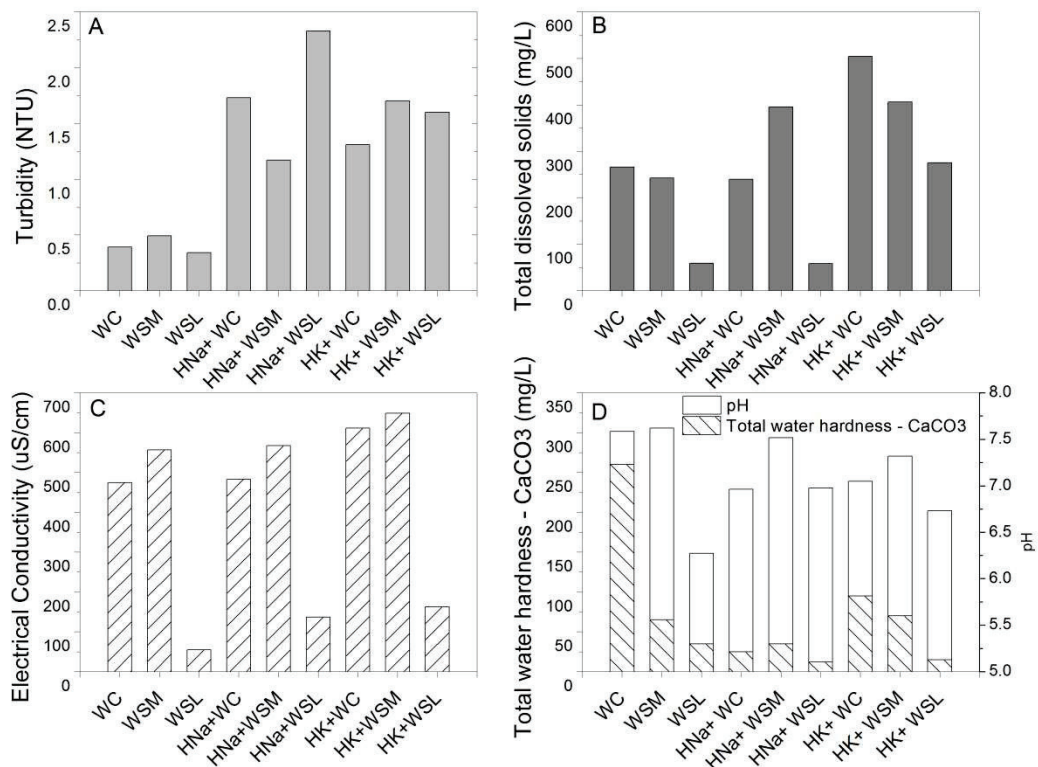 A
Turbidity (NTU)
2.5
2.0
1.5
1.0
0.5
0.0
WC
WSM
WSL
HNa+ WC
HNa+ WSM
HNa+ WSL
HK+ WC
HK+ WSM
HK+ WSL
B
Total dissolved solids (mg/L)
600
500
400
300
200
100
0
WC
WSM
WSL
HNa+ WC
HNa+ WSM
HNa+ WSL
HK+ WC
HK+ WSM
HK+ WSL
C
Electrical Conductivity (uS/cm)
700
600
500
400
300
200
100
0
WC
WSM
WSL
HNa+WC
HNa+WSM
HNa+WSL
HK+WC
HK+WSM
HK+WSL
D
Total water hardness - CaCO3 (mg/L)
350
300
250
200
150
100
50
0
pH
Total water hardness - CaCO3
8.0
7.5
7.0
6.5
6.0
5.5
5.0
pH
WC
WSM
WSL
HNa+ WC
HNa+ WSM
HNa+ WSL
HK+ WC
HK+ WSM
HK+ WSL